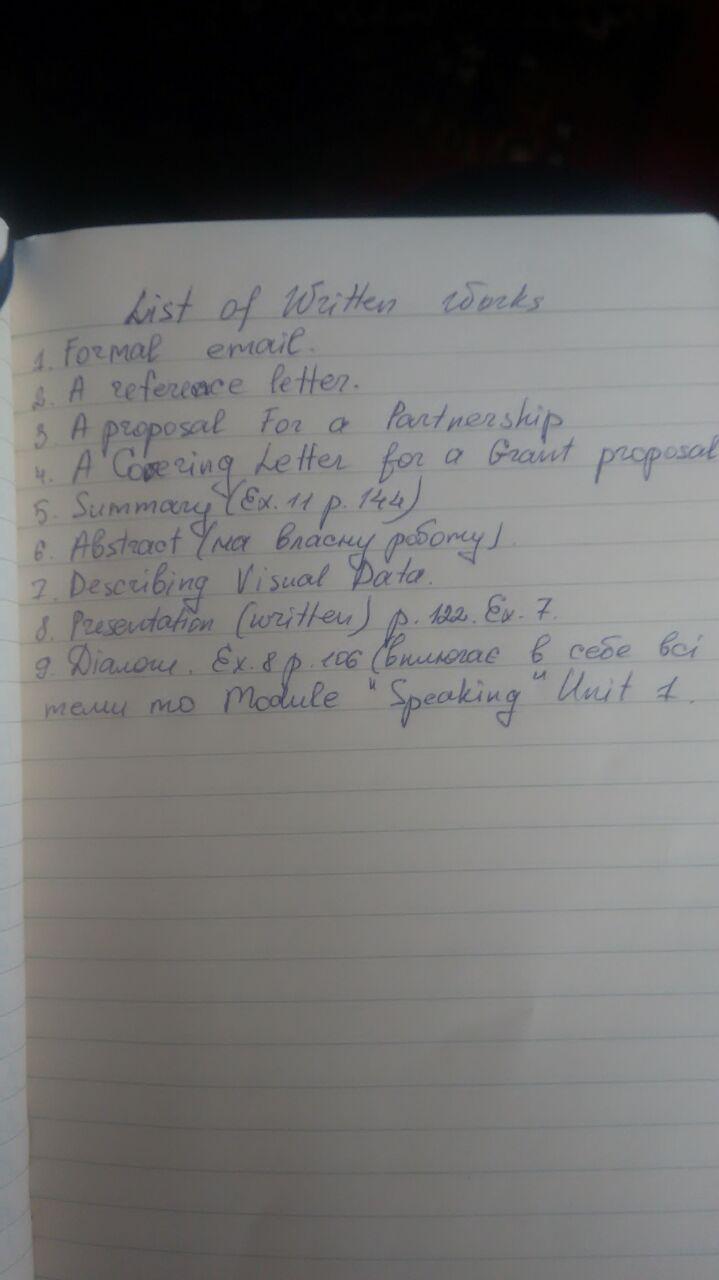 List of Written Works
1. Formal email.
2. A reference letter.
3 A proposal For a Partnership
4. A Covering Letter for a Grant proposal
5. Summary (Ex. 11 p. 144)
6. Abstract (на власну роботу).
7. Describing Visual Data.
8. Presentation (written) p. 122. Ex. 7.
9. Діалог. Ex. 8 p. 106 (включає в себе всі
теми по Module "Speaking" Unit 1.